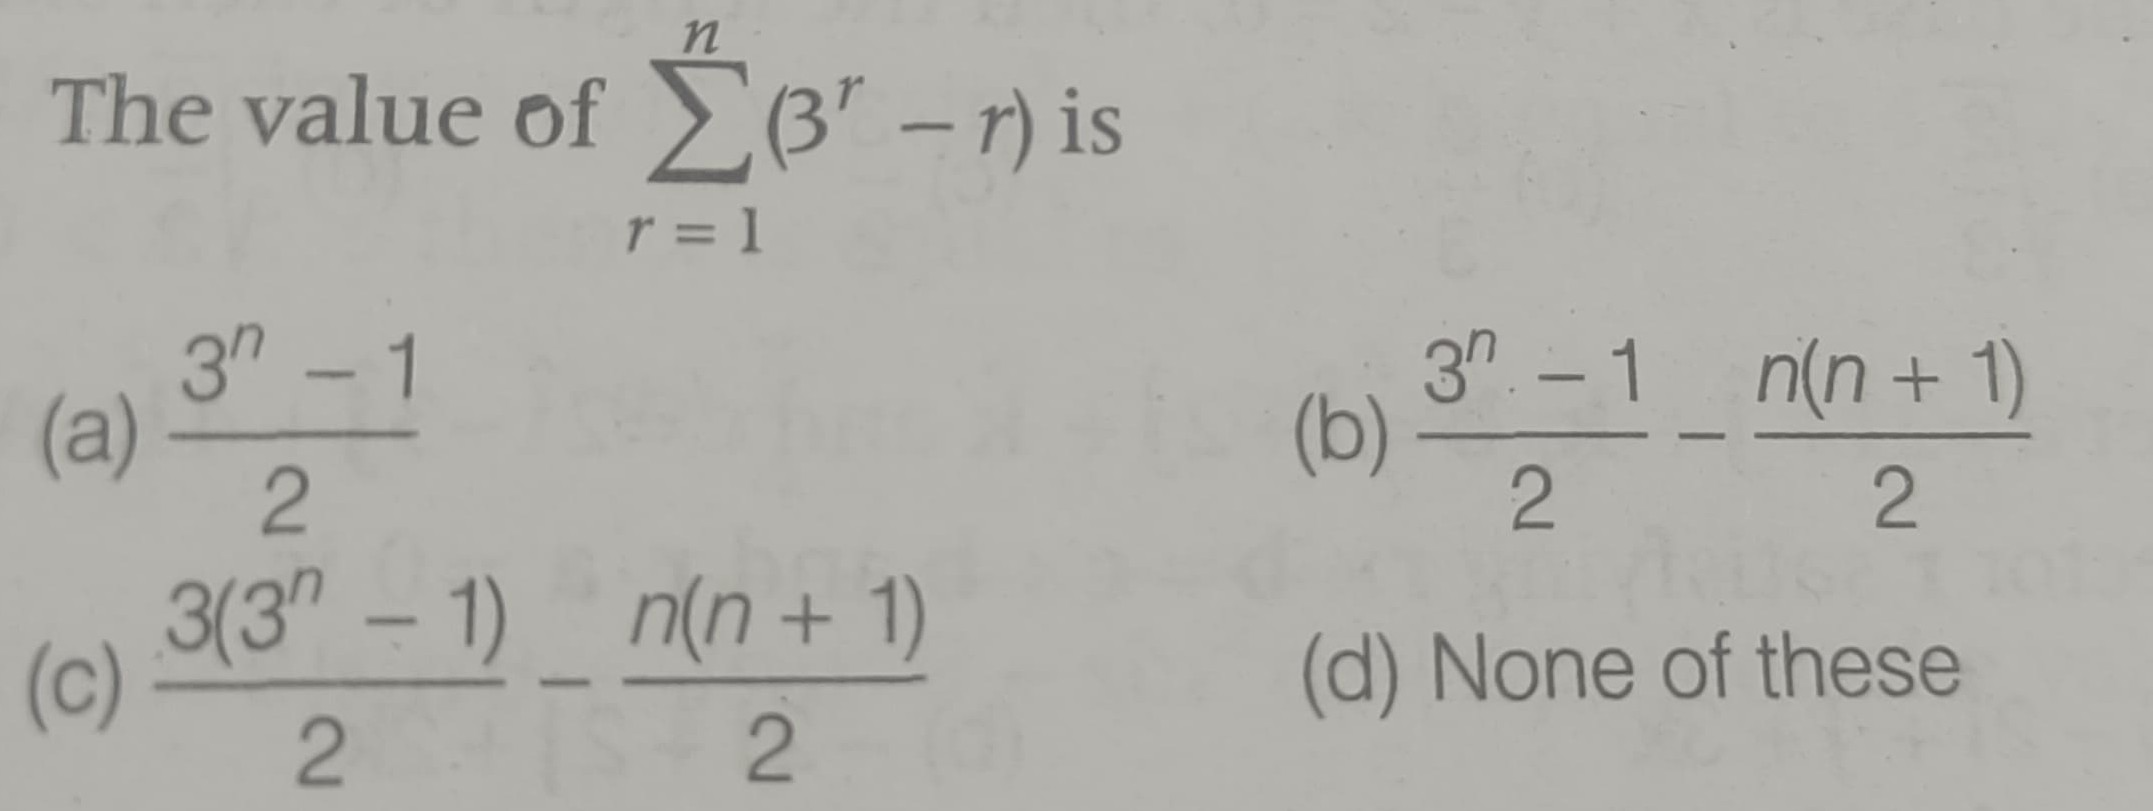 The value of \sum_{r=1}^{n} (3^r - r) is
(a) \frac{3^n - 1}{2} (b) \frac{3^n - 1}{2} - \frac{n(n + 1)}{2}
(c) \frac{3(3^n - 1)}{2} - \frac{n(n + 1)}{2} (d) None of these